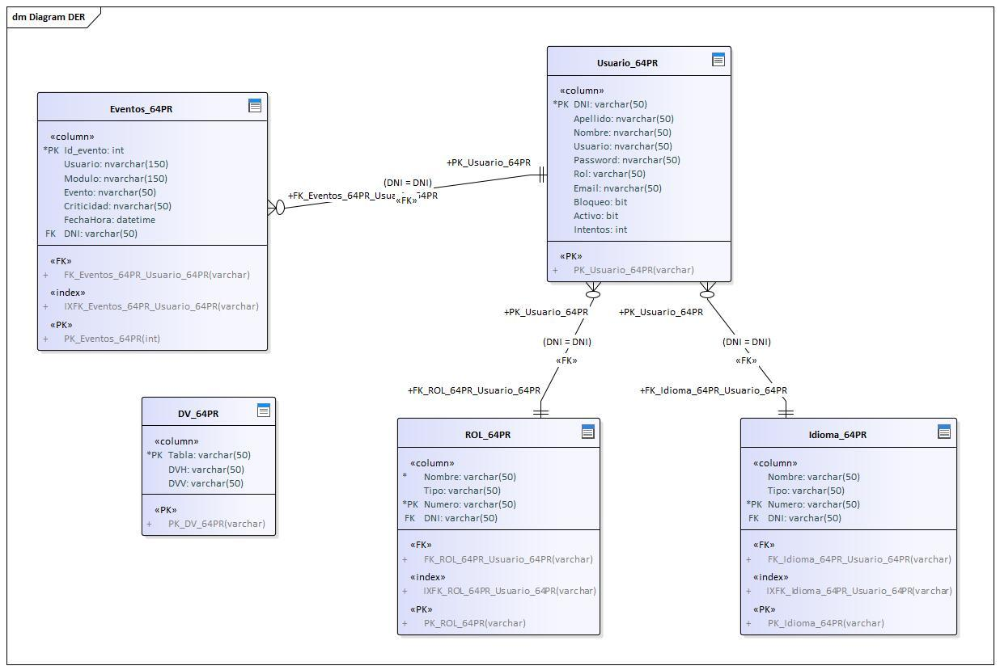 dm Diagram DER
Usuario_64PR
«column»
*PK DNI: varchar(50)
Apellido: nvarchar(50)
Nombre: nvarchar(50)
Usuario: nvarchar(50)
Password: nvarchar(50)
Rol: varchar(50)
Email: nvarchar(50)
Bloqueo: bit
Activo: bit
Intentos: int
«PK»
+ PK_Usuario_64PR(varchar)
Eventos_64PR
«column»
*PK Id_evento: int
Usuario: nvarchar(150)
Modulo: nvarchar(150)
Evento: nvarchar(50)
Criticidad: nvarchar(50)
FechaHora: datetime
FK DNI: varchar(50)
«FK»
+ FK_Eventos_64PR_Usuario_64PR(varchar)
«index»
+ IXFK_Eventos_64PR_Usuario_64PR(varchar)
«PK»
+ PK_Eventos_64PR(int)
+PK_Usuario_64PR
(DNI = DNI)
+FK_Eventos_64PR_Usua 64PR
«FK»
+PK_Usuario_64PR
+PK_Usuario_64PR
(DNI = DNI)
«FK»
(DNI = DNI)
«FK»
+FK_ROL_64PR_Usuario_64PR
+FK_Idioma_64PR_Usuario_64PR
DV_64PR
«column»
*PK Tabla: varchar(50)
DVH: varchar(50)
DVV: varchar(50)
«PK»
+ PK_DV_64PR(varchar)
ROL_64PR
«column»
* Nombre: varchar(50)
Tipo: varchar(50)
*PK Numero: varchar(50)
FK DNI: varchar(50)
«FK»
+ FK_ROL_64PR_Usuario_64PR(varchar)
«index»
+ IXFK_ROL_64PR_Usuario_64PR(varchar)
«PK»
+ PK_ROL_64PR(varchar)
Idioma_64PR
«column»
Nombre: varchar(50)
Tipo: varchar(50)
*PK Numero: varchar(50)
FK DNI: varchar(50)
«FK»
+ FK_Idioma_64PR_Usuario_64PR(varchar)
«index»
+ IXFK_Idioma_64PR_Usuario_64PR(varchar)
«PK»
+ PK_Idioma_64PR(varchar)